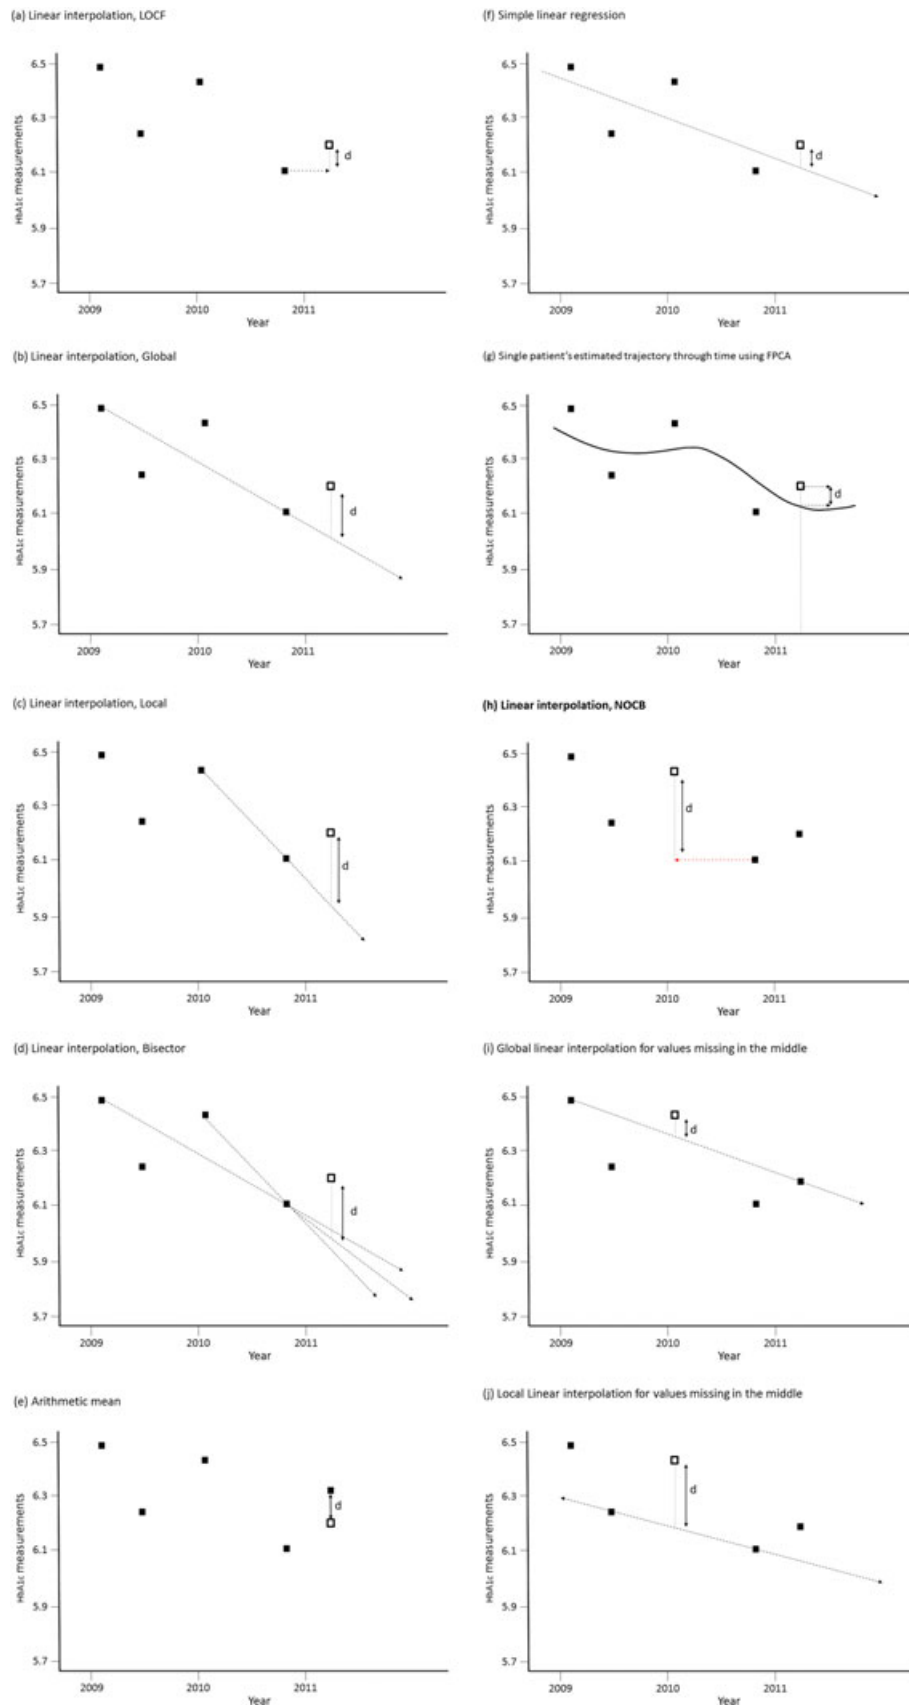 (a) Linear interpolation, LOCF
HbA1c measurements
6.5
6.3
6.1
5.9
5.7
d
2009 2010 2011
Year
(b) Linear interpolation, Global
HbA1c measurements
6.5
6.3
6.1
5.9
5.7
d
2009 2010 2011
Year
(c) Linear interpolation, Local
HbA1c measurements
6.5
6.3
6.1
5.9
5.7
d
2009 2010 2011
Year
(d) Linear interpolation, Bisector
HbA1c measurements
6.5
6.3
6.1
5.9
5.7
d
2009 2010 2011
Year
(e) Arithmetic mean
HbA1c measurements
6.5
6.3
6.1
5.9
5.7
d
2009 2010 2011
Year
(f) Simple linear regression
HbA1c measurements
6.5
6.3
6.1
5.9
5.7
d
2009 2010 2011
Year
(g) Single patient's estimated trajectory through time using FPCA
HbA1c measurements
6.5
6.3
6.1
5.9
5.7
d
2009 2010 2011
Year
(h) Linear interpolation, NOCB
HbA1c measurements
6.5
6.3
6.1
5.9
5.7
d
2009 2010 2011
Year
(i) Global linear interpolation for values missing in the middle
HbA1C measurements
6.5
6.3
6.1
5.9
5.7
d
2009 2010 2011
Year
(j) Local Linear interpolation for values missing in the middle
HbA1c measurements
6.5
6.3
6.1
5.9
5.7
d
2009 2010 2011
Year